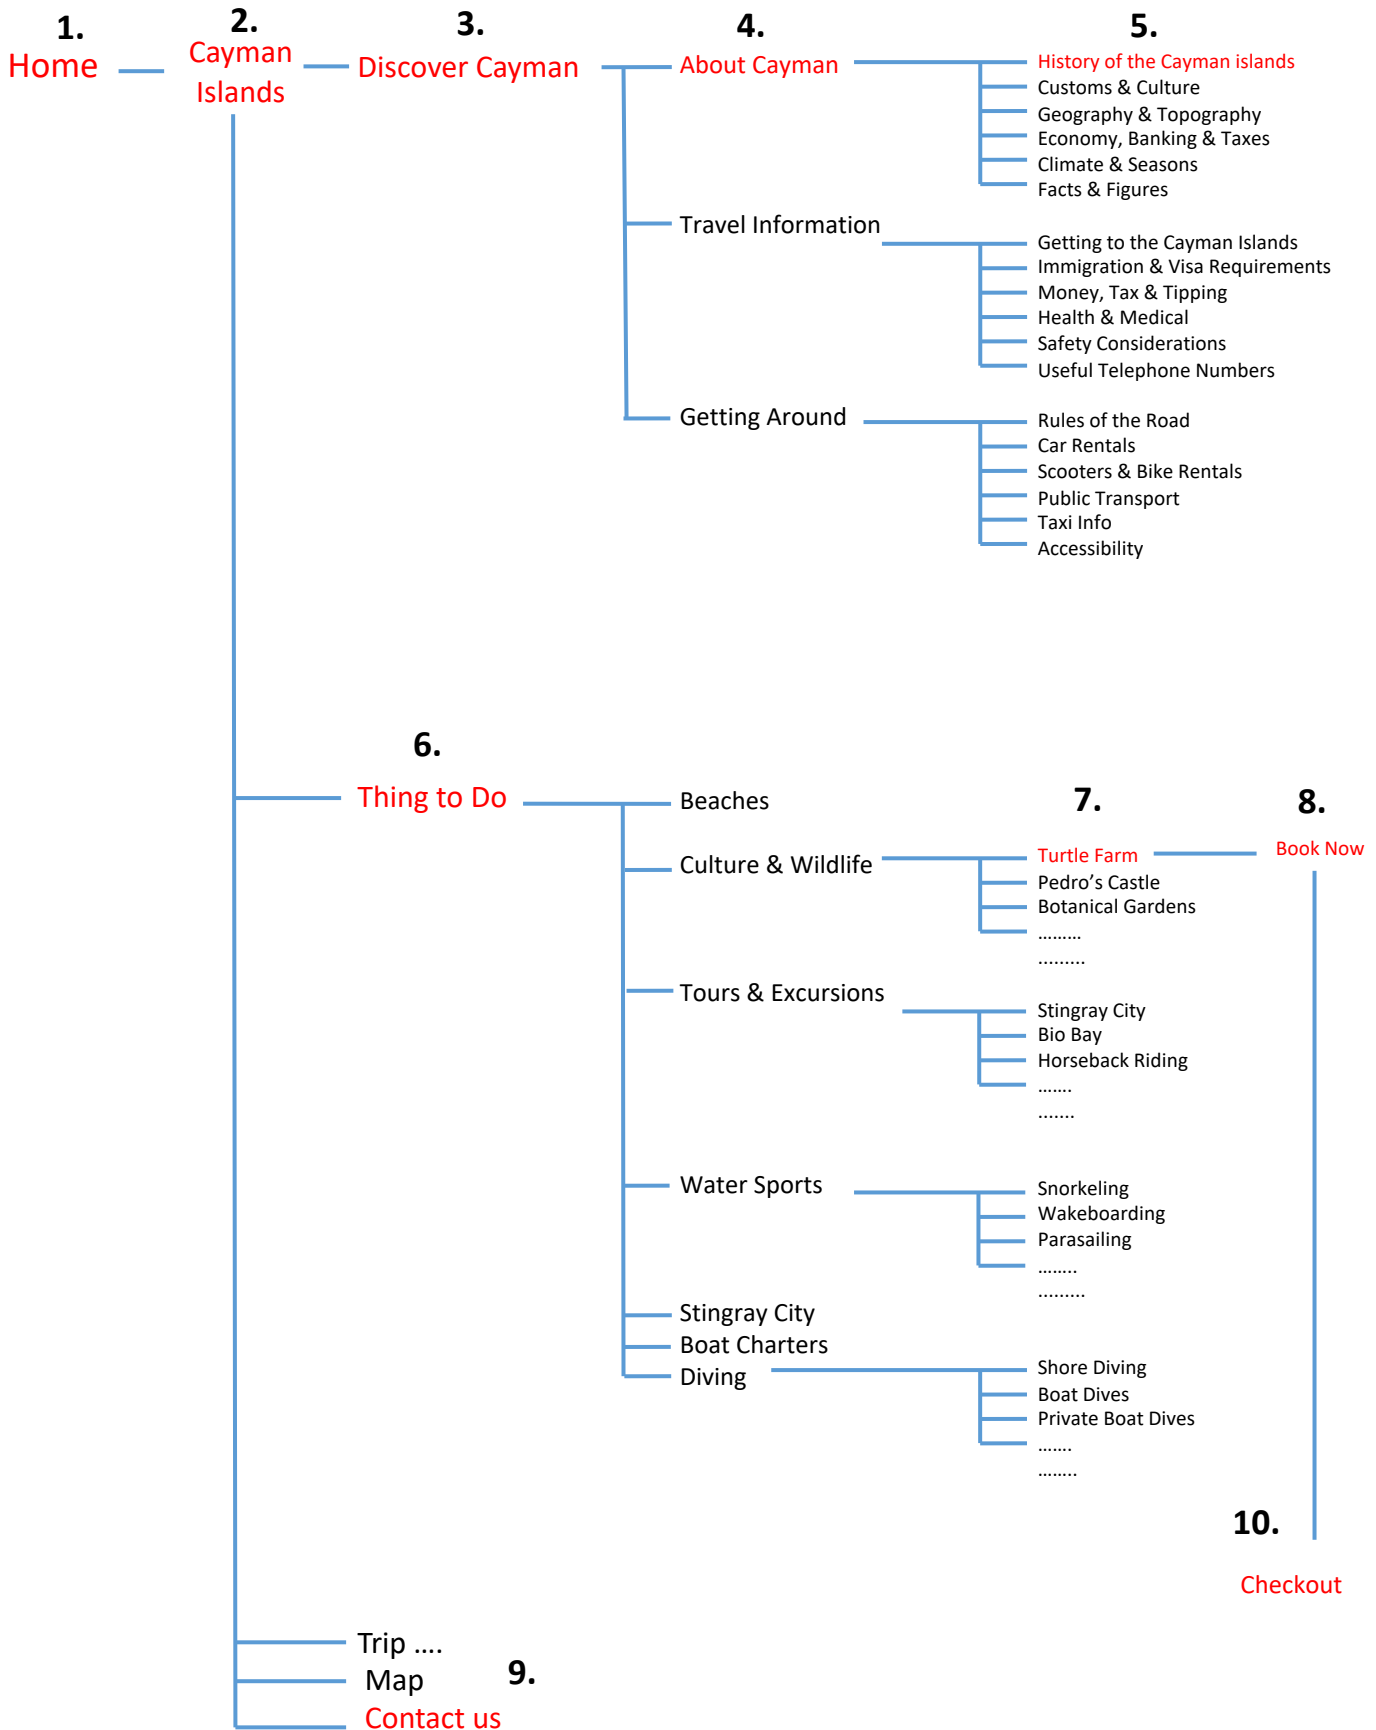 1.
Home
2.
Cayman
Islands
3.
Discover Cayman
4.
About Cayman
5.
History of the Cayman islands
Customs & Culture
Geography & Topography
Economy, Banking & Taxes
Climate & Seasons
Facts & Figures
Travel Information
Getting to the Cayman Islands
Immigration & Visa Requirements
Money, Tax & Tipping
Health & Medical
Safety Considerations
Useful Telephone Numbers
Getting Around
Rules of the Road
Car Rentals
Scooters & Bike Rentals
Public Transport
Taxi Info
Accessibility
6.
Thing to Do
Beaches
Culture & Wildlife
7.
Turtle Farm
8.
Book Now
Pedro's Castle
Botanical Gardens
………
.........
Tours & Excursions
Stingray City
Bio Bay
Horseback Riding
…….
.......
Water Sports
Snorkeling
Wakeboarding
Parasailing
……..
.........
Stingray City
Boat Charters
Diving
Shore Diving
Boat Dives
Private Boat Dives
…….
……..
10.
Checkout
Trip ….
Map
9.
Contact us